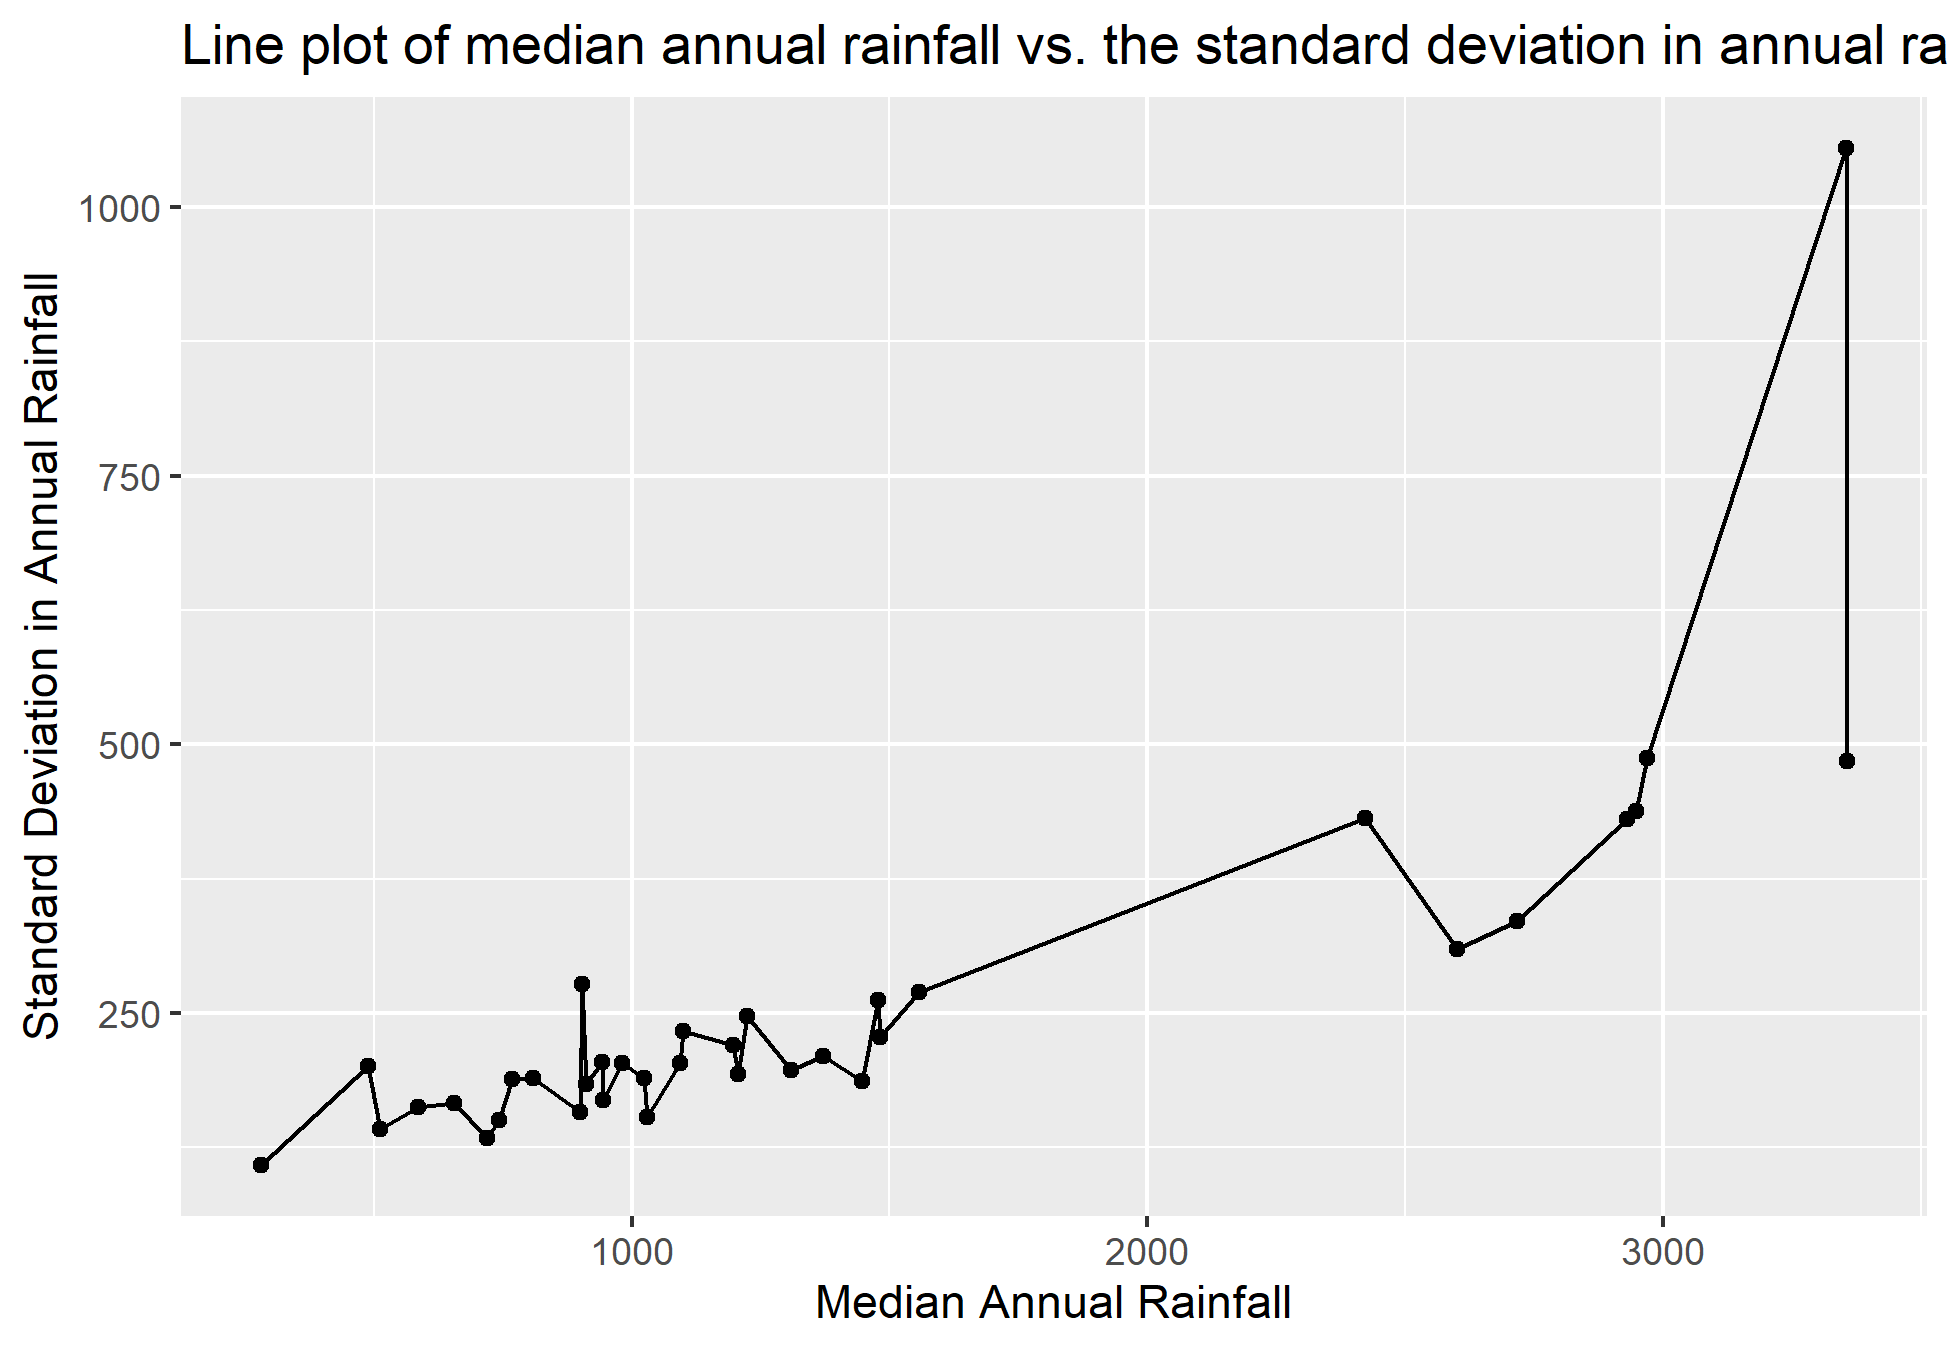 Line plot of median annual rainfall vs. the standard deviation in annual ra
1000
750
500
250
Standard Deviation in Annual Rainfall
1000 2000 3000
Median Annual Rainfall